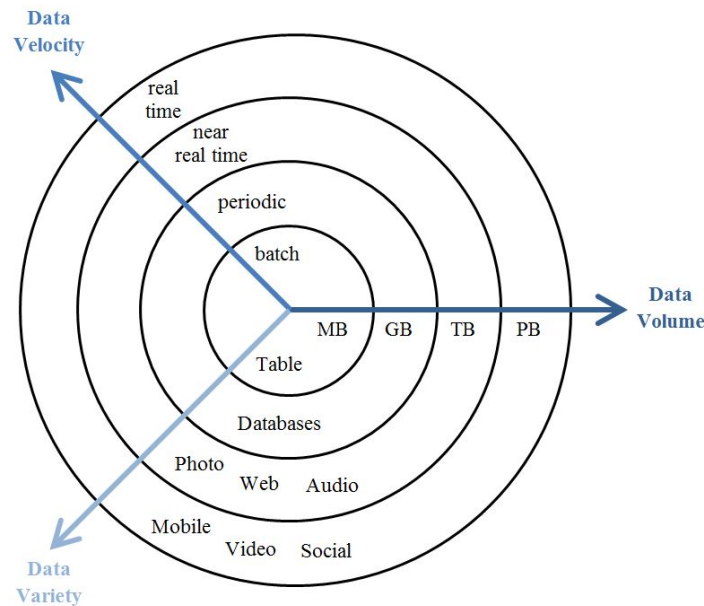 Data
Velocity
real
time
near
real time
periodic
batch
Data
Volume
MB GB TB PB
Table
Databases
Photo
Web Audio
Mobile
Video Social
Data
Variety